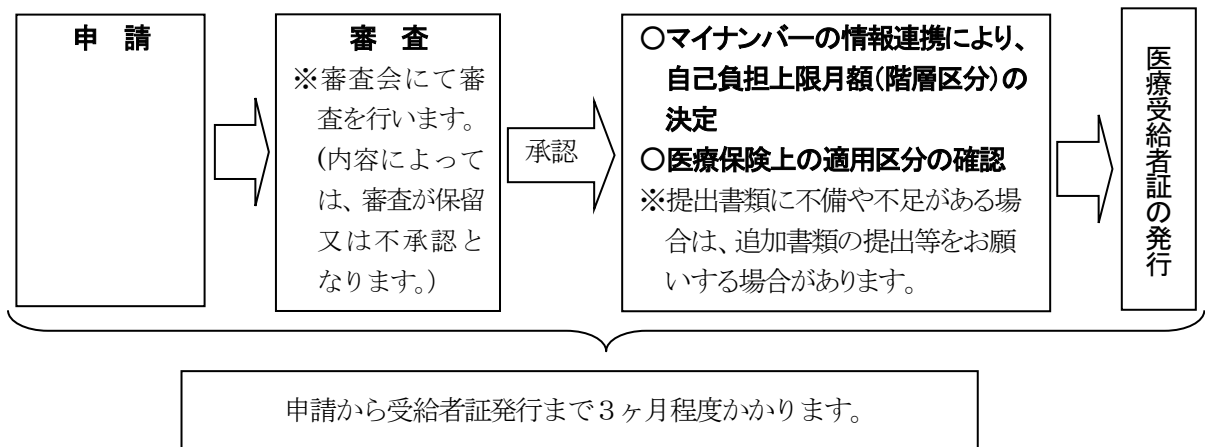 申 請
審 査
※審査会にて審
査を行います。
(内容によって
は、審査が保留
又は不承認と
なります。)
承認
○マイナンバーの情報連携により、
自己負担上限月額(階層区分)の
決定
○医療保険上の適用区分の確認
※提出書類に不備や不足がある場
合は、追加書類の提出等をお願
いする場合があります。
医療受給者証の発行
申請から受給者証発行まで3ヶ月程度かかります。